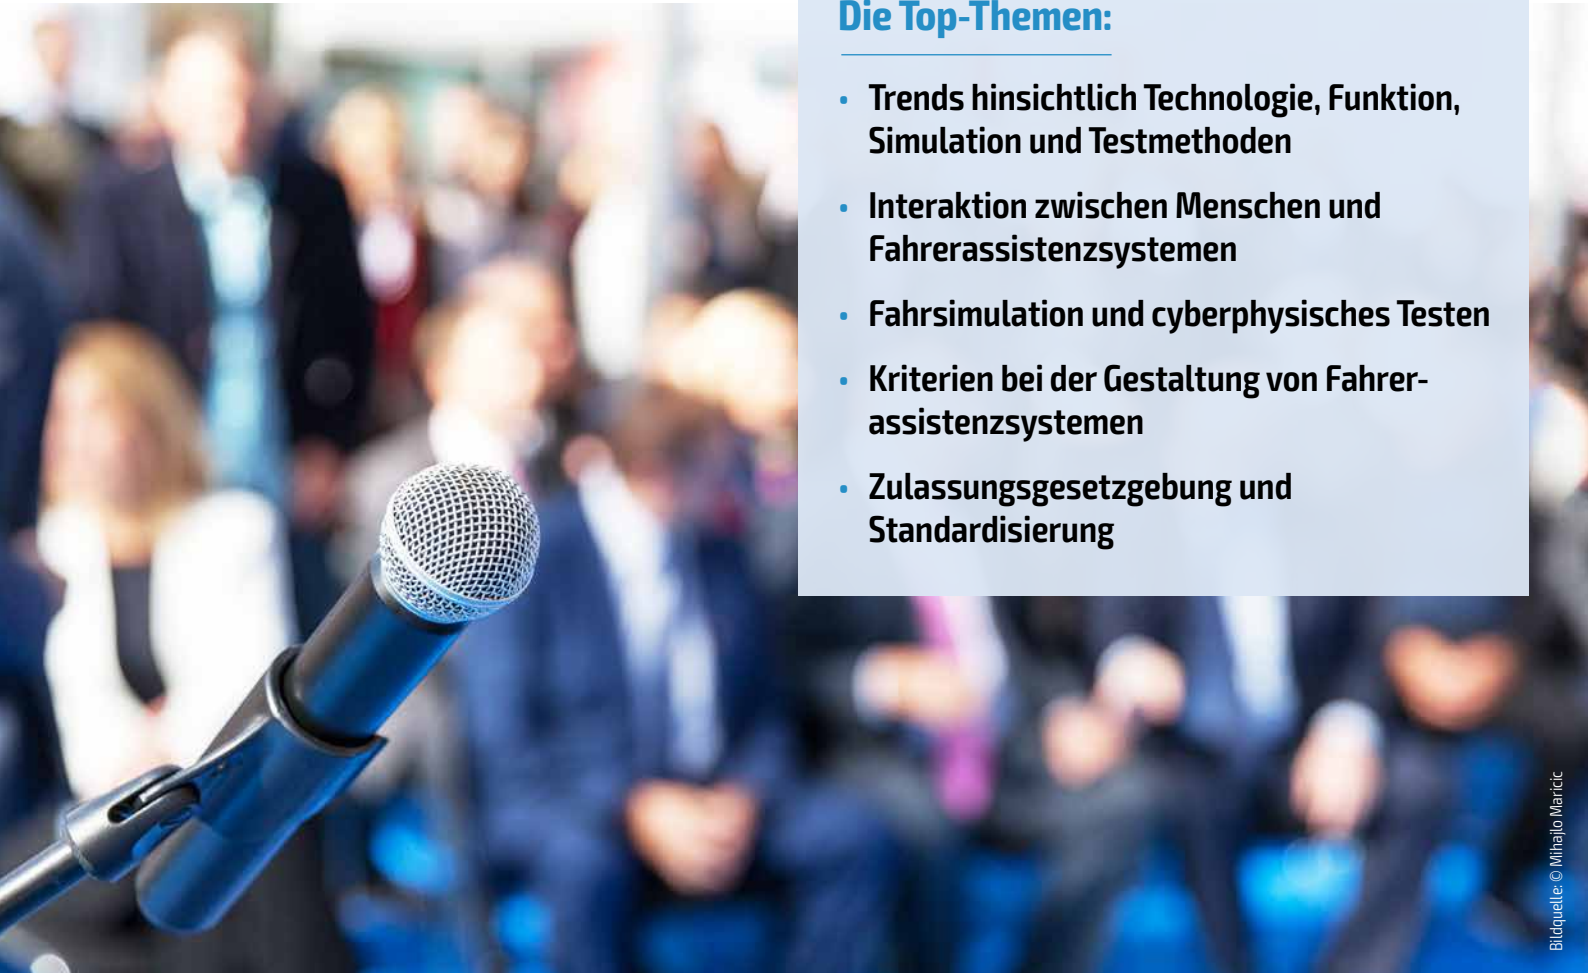 Die Top-Themen:
• Trends hinsichtlich Technologie, Funktion,
Simulation und Testmethoden
• Interaktion zwischen Menschen und
Fahrerassistenzsystemen
• Fahrsimulation und cyberphysisches Testen
• Kriterien bei der Gestaltung von Fahrer-
assistenzsystemen
• Zulassungsgesetzgebung und
Standardisierung
Bildquelle: © Mihajlo Maricic